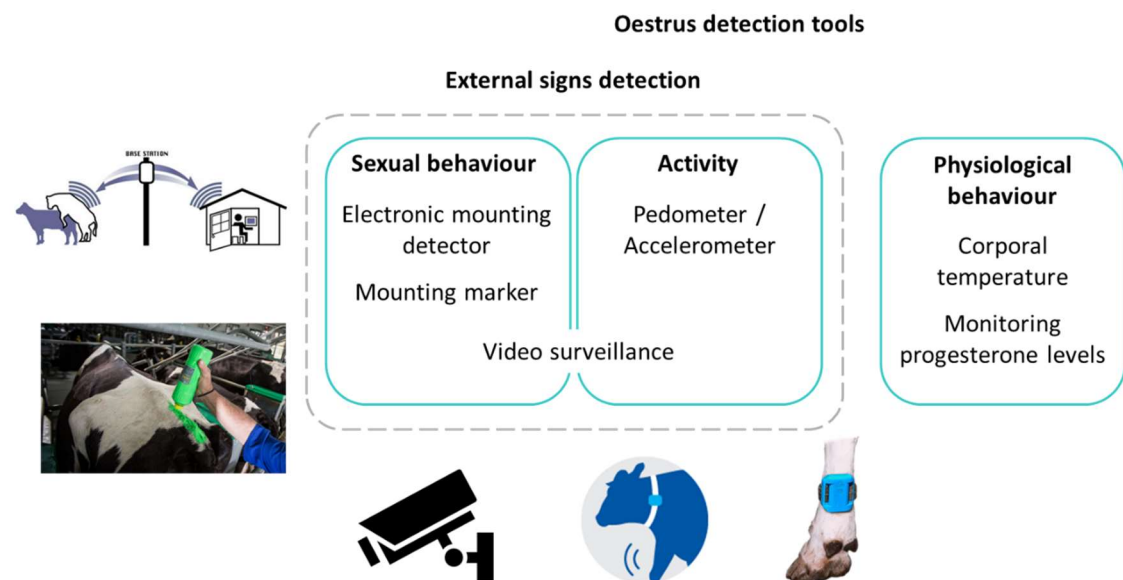 Oestrus detection tools
External signs detection
BASE STATION
Sexual behaviour
Electronic mounting
detector
Mounting marker
Activity
Pedometer /
Accelerometer
Video surveillance
Physiological
behaviour
Corporal
temperature
Monitoring
progesterone levels